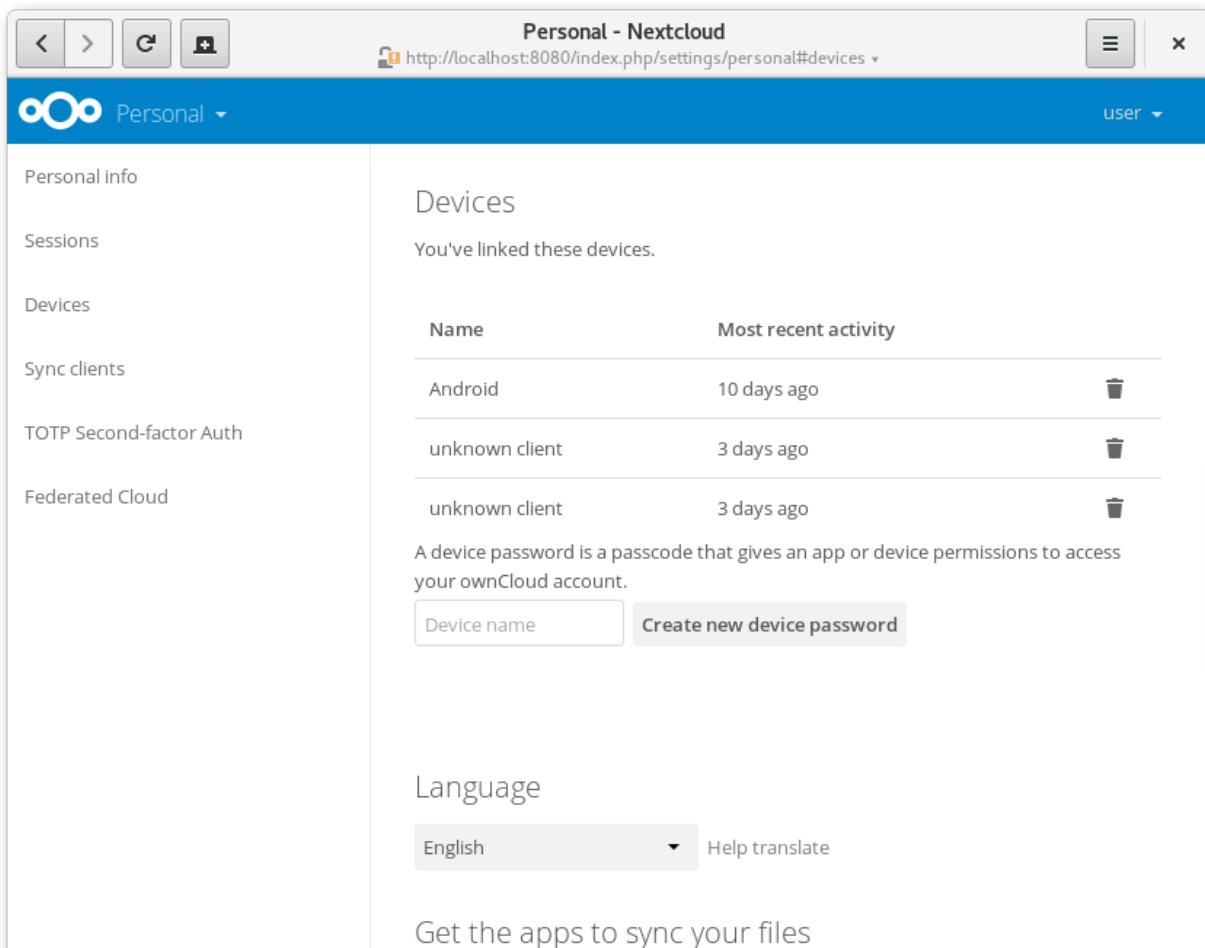 Personal - Nextcloud
http://localhost:8080/index.php/settings/personal#devices
Personal
user
Personal info
Sessions
Devices
Sync clients
TOTP Second-factor Auth
Federated Cloud
Devices
You've linked these devices.
Name Most recent activity
Android 10 days ago
unknown client 3 days ago
unknown client 3 days ago
A device password is a passcode that gives an app or device permissions to access
your ownCloud account.
Device name Create new device password
Language
English Help translate
Get the apps to sync your files